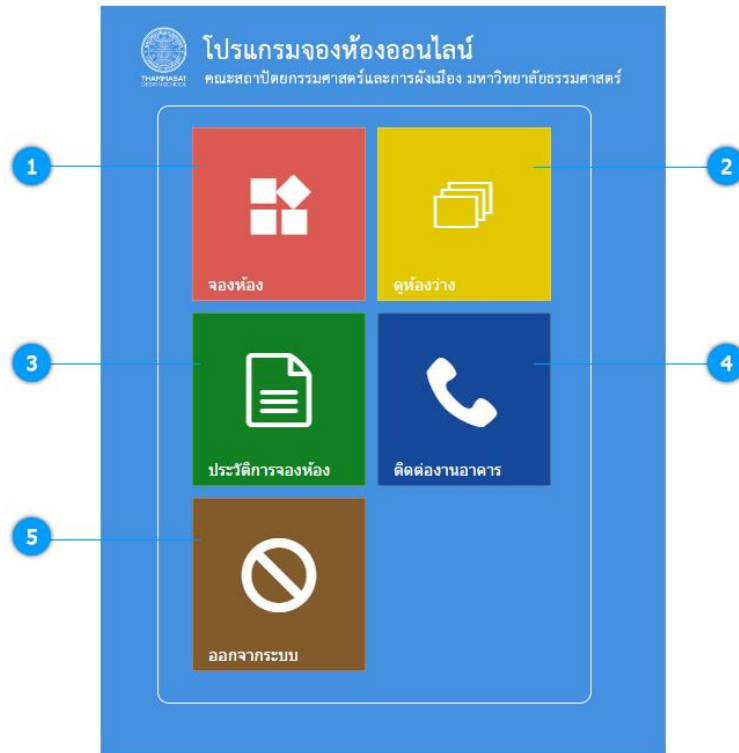 โปรแกรมจองห้องออนไลน์
คณะสถาปัตยกรรมศาสตร์และการผังเมือง มหาวิทยาลัยธรรมศาสตร์
THAMMASAT
DESIGN SCHOOL
1
2
จองห้อง
ดูห้องว่าง
3
4
ประวัติการจองห้อง
ติดต่องานอาคาร
5
ออกจากระบบ